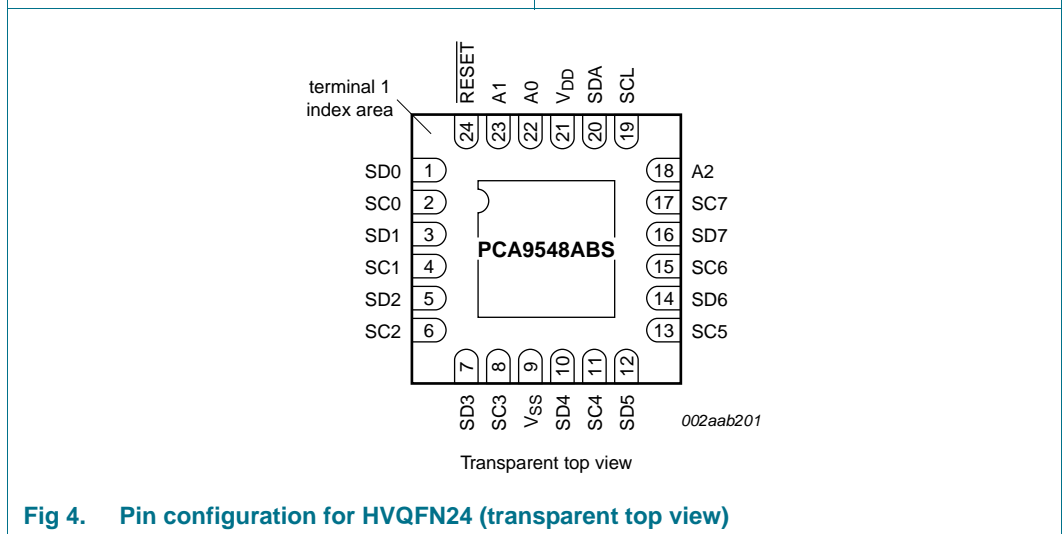 RESET A1 A0 VDD SDA SCL
terminal 1
index area
24 23 22 21 20 19
SD0 1 18 A2
SC0 2 17 SC7
SD1 3 16 SD7
PCA9548ABS
SC1 4 15 SC6
SD2 5 14 SD6
SC2 6 13 SC5
7 8 9 10 11 12
SD3 SC3 VSS SD4 SC4 SD5
002aab201
Transparent top view
Fig 4. Pin configuration for HVQFN24 (transparent top view)